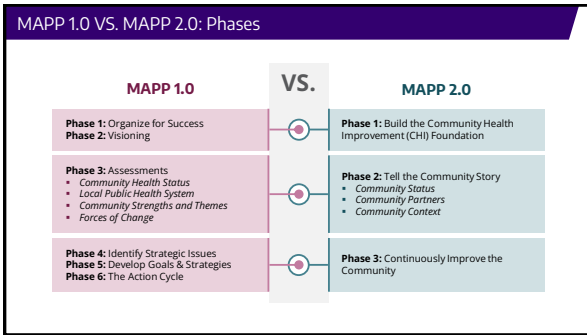 MAPP 1.0 VS. MAPP 2.0: Phases
MAPP 1.0
VS.
MAPP 2.0
Phase 1: Organize for Success
Phase 2: Visioning
Phase 1: Build the Community Health
Improvement (CHI) Foundation
Phase 3: Assessments
▪ Community Health Status
▪ Local Public Health System
▪ Community Strengths and Themes
▪ Forces of Change
Phase 2: Tell the Community Story
▪ Community Status
▪ Community Partners
▪ Community Context
Phase 4: Identify Strategic Issues
Phase 5: Develop Goals & Strategies
Phase 6: The Action Cycle
Phase 3: Continuously Improve the
Community